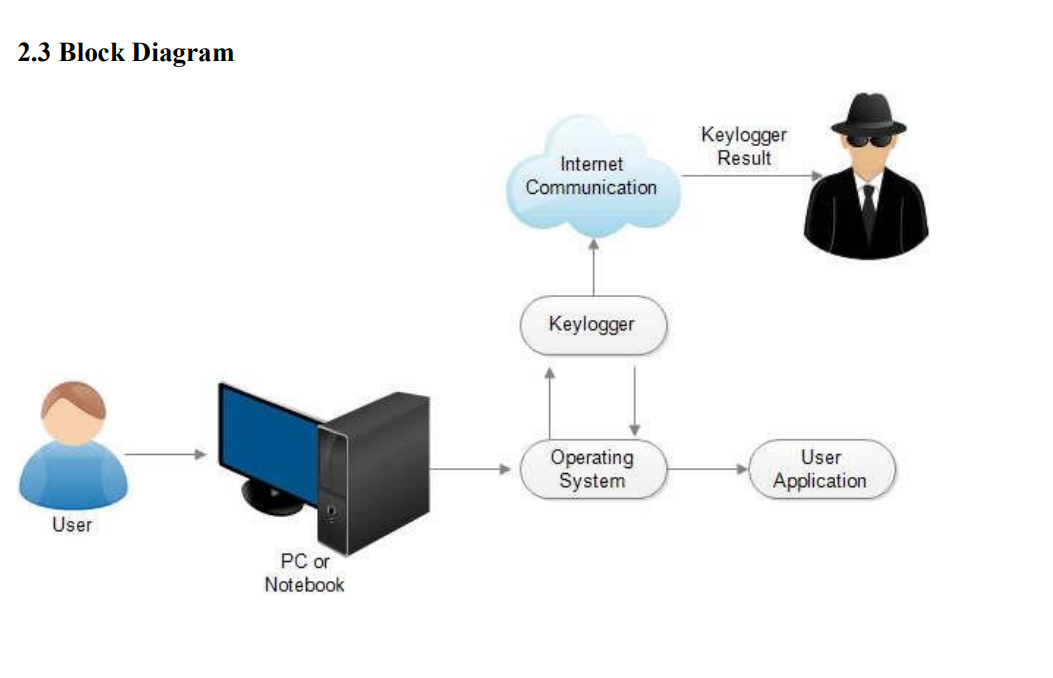 2.3 Block Diagram
Internet
Communication
Keylogger
Result
Keylogger
Operating
System
User
Application
User
PC or
Notebook